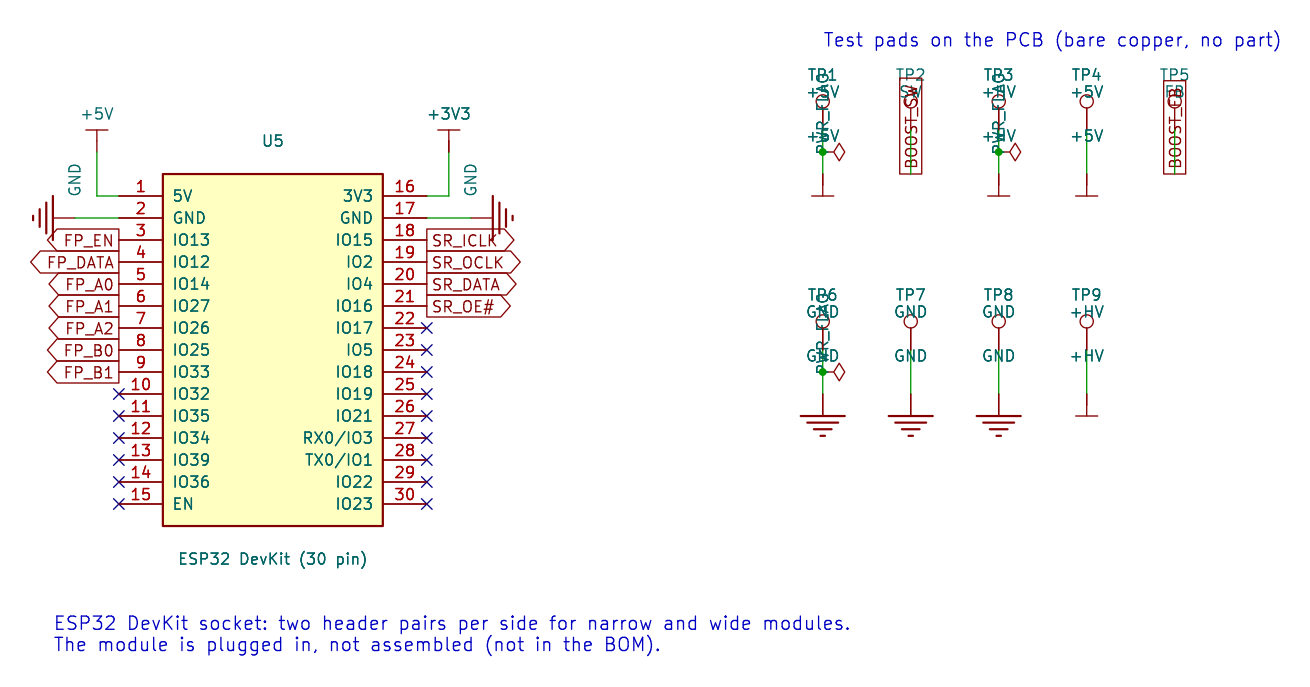 Test pads on the PCB (bare copper, no part)
TP1
+5V
PWR_FLAG
+5V
TP2
SW
BOOST_SW
TP3
PWR_FLAG
TP4
+5V
+5V
TP5
FB
BOOST_FB
+5V
+3V3
U5
GND
GND
1 5V
2 GND
3 IO13
4 IO12
5 IO14
6 IO27
7 IO26
8 IO25
9 IO33
10 IO32
11 IO35
12 IO34
13 IO39
14 IO36
15 EN
3V3 16
GND 17
IO15 18
IO2 19
IO4 20
IO16 21
IO17 22
IO5 23
IO18 24
IO19 25
IO21 26
RX0/IO3 27
TX0/IO1 28
IO22 29
IO23 30
FP_EN
FP_DATA
FP_A0
FP_A1
FP_A2
FP_B0
FP_B1
SR_ICLK
SR_OCLK
SR_DATA
SR_OE#
TP6
GND
PWR_FLAG
GND
TP7
GND
GND
TP8
GND
GND
TP9
+HV
+HV
ESP32 DevKit (30 pin)
ESP32 DevKit socket: two header pairs per side for narrow and wide modules.
The module is plugged in, not assembled (not in the BOM).